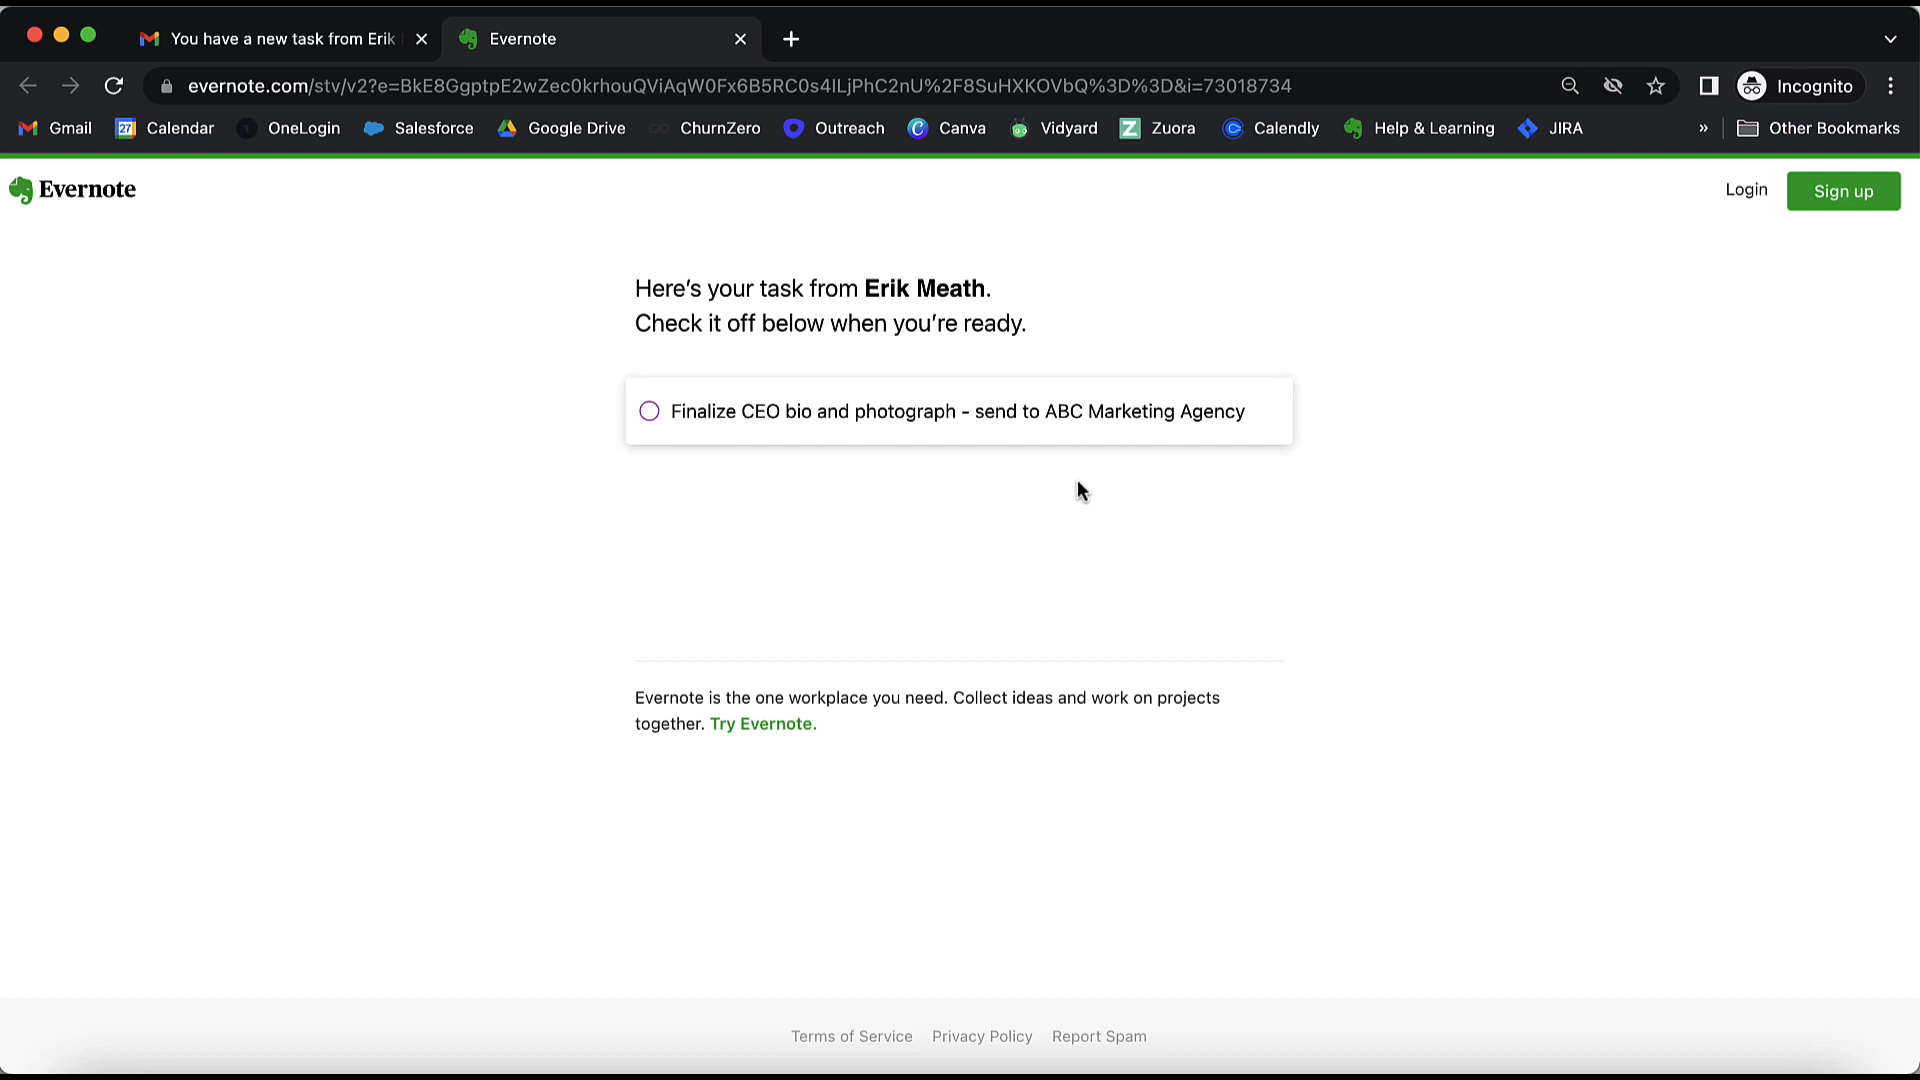 You have a new task from Erik
Evernote
evernote.com/stv/v2?e=BkE8GgptpE2wZec0krhouQViAqW0Fx6B5RC0s4ILjPhC2nU%2F8SuHXKOVbQ%3D%3D&i=73018734
Incognito
Gmail
27
Calendar
1
OneLogin
Salesforce
Google Drive
ChurnZero
Outreach
Canva
Vidyard
Z
Zuora
Calendly
Help & Learning
JIRA
»
Other Bookmarks
Evernote
Login
Sign up
Here's your task from Erik Meath.
Check it off below when you're ready.
Finalize CEO bio and photograph - send to ABC Marketing Agency
Evernote is the one workplace you need. Collect ideas and work on projects
together. Try Evernote.
Terms of Service
Privacy Policy
Report Spam